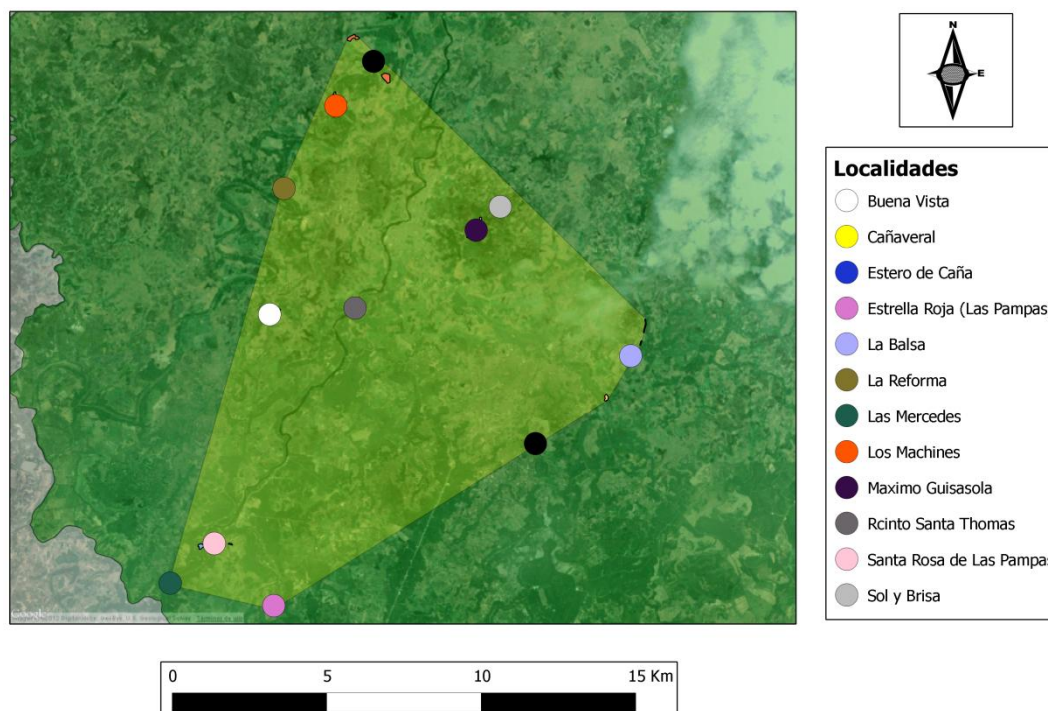 N
E
Localidades
Buena Vista
Cañaveral
Estero de Caña
Estrella Roja (Las Pampas
La Balsa
La Reforma
Las Mercedes
Los Machines
Maximo Guisasola
Rcinto Santa Thomas
Santa Rosa de Las Pampas
Sol y Brisa
Google
0 5 10 15 Km